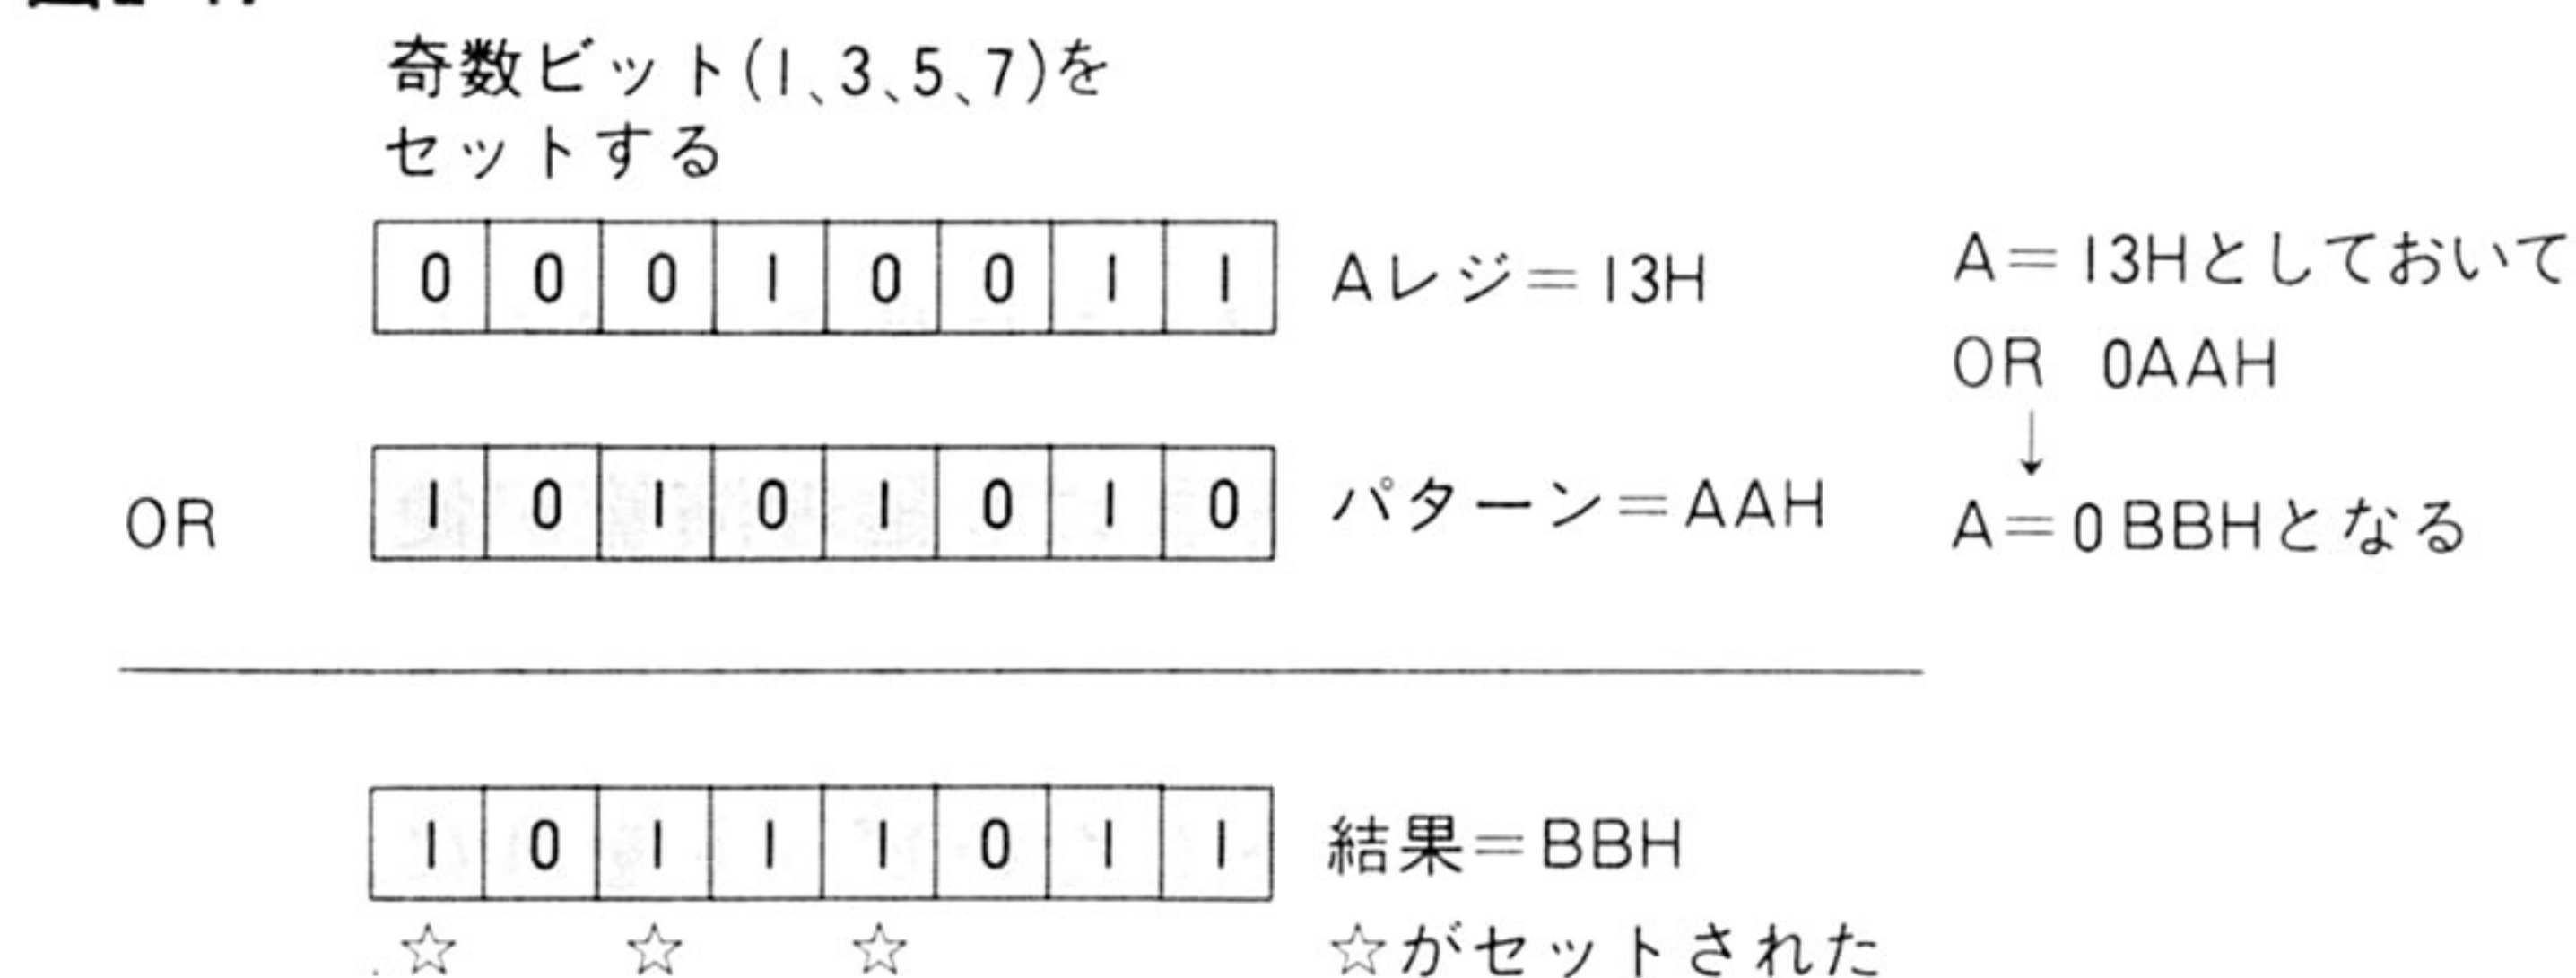 奇数ビット(1、3、5、7)を
セットする
0 0 0 1 0 0 1 1 Aレジ=13H
A=13Hとしておいて
OR 0AAH
↓
OR 1 0 1 0 1 0 1 0 パターン=AAH
A=0BBHとなる
1 0 1 1 1 0 1 1 結果=BBH
☆ ☆ ☆ ☆がセットされた